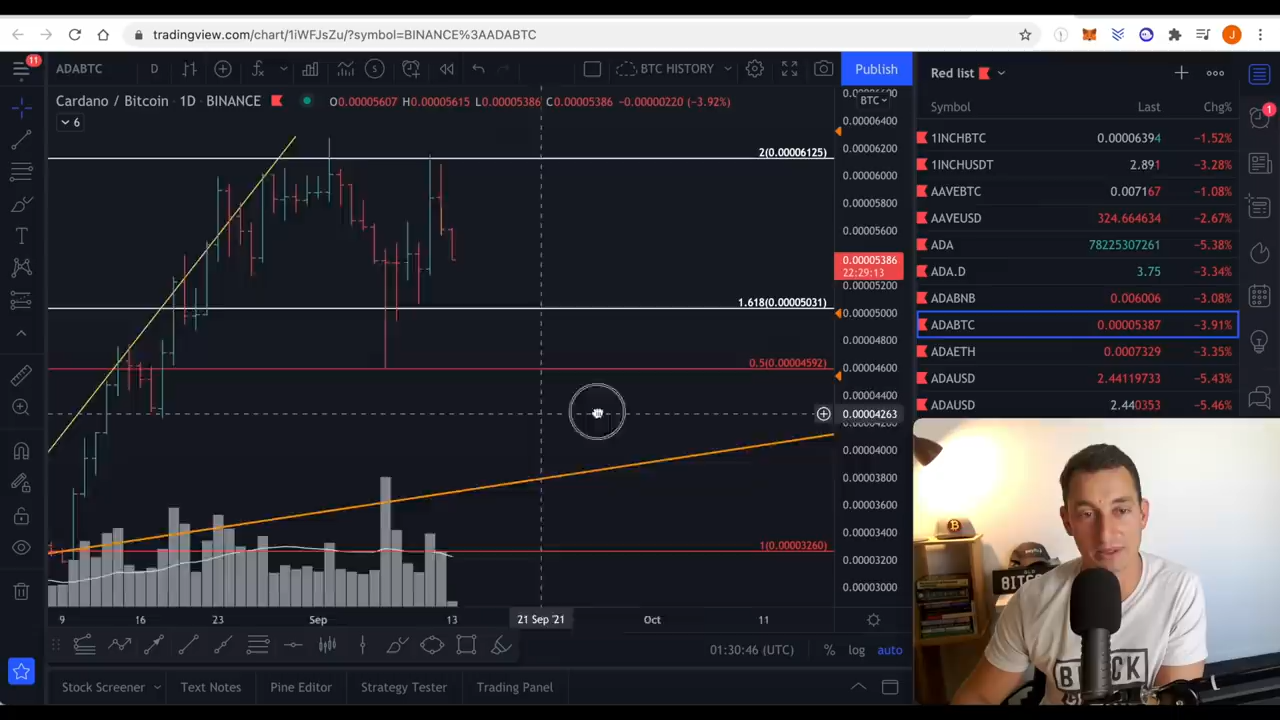 tradingview.com/chart/1iWFJsZu/?symbol=BINANCE%3AADABTC
J
11
ADABTC D BTC HISTORY Publish
Cardano / Bitcoin · 1D · BINANCE O0.00005607 H0.00005615 L0.00005386 C0.00005386 −0.00000220 (−3.92%)
6
BTC
2(0.00006125)
1.618(0.00005031)
0.5(0.00004592)
1(0.00003260)
0.00006400
0.00006200
0.00006000
0.00005800
0.00005600
0.00005386
22:29:13
0.00005200
0.00005000
0.00004800
0.00004600
0.00004400
0.00004263
0.00004000
0.00003800
0.00003600
0.00003400
0.00003200
0.00003000
9 16 23 Sep 13 21 Sep '21 Oct 11
01:30:46 (UTC) % log auto
Stock Screener Text Notes Pine Editor Strategy Tester Trading Panel
Red list
Symbol Last Chg%
1INCHBTC 0.00006394 −1.52%
1INCHUSDT 2.891 −3.28%
AAVEBTC 0.007167 −1.08%
AAVEUSD 324.664634 −2.67%
ADA 78225307261 −5.38%
ADA.D 3.75 −3.34%
ADABNB 0.006006 −3.08%
ADABTC 0.00005387 −3.91%
ADAETH 0.0007329 −3.35%
ADAUSD 2.44119733 −5.43%
ADAUSD 2.440353 −5.46%
1
BITCO
BLOCK